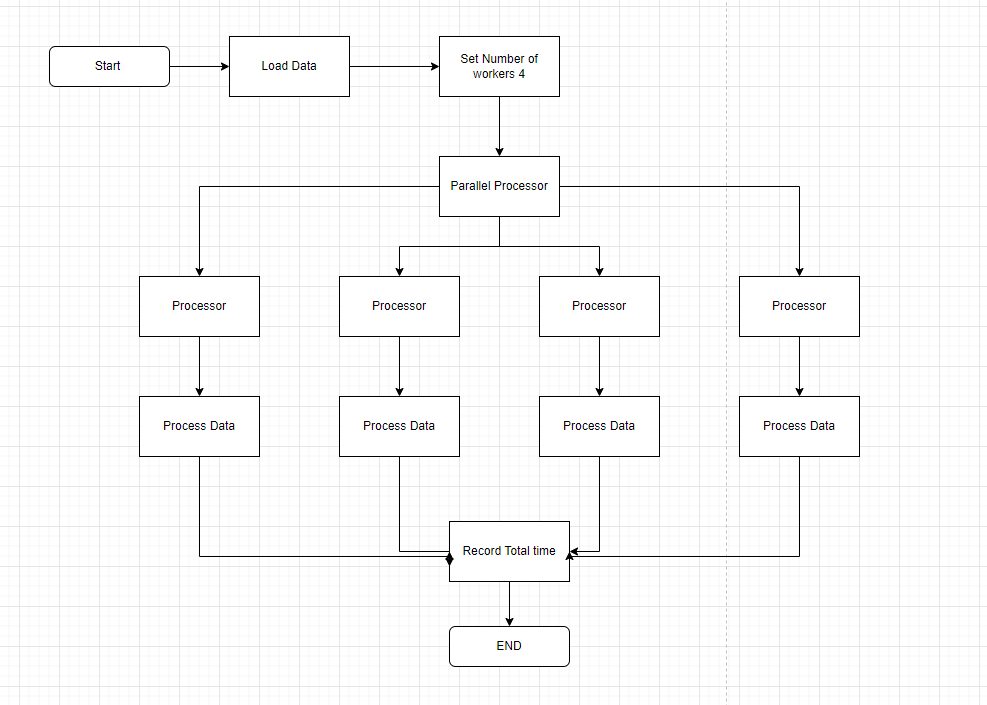 Start
Load Data
Set Number of
workers 4
Parallel Processor
Processor
Processor
Processor
Processor
Process Data
Process Data
Process Data
Process Data
Record Total time
END